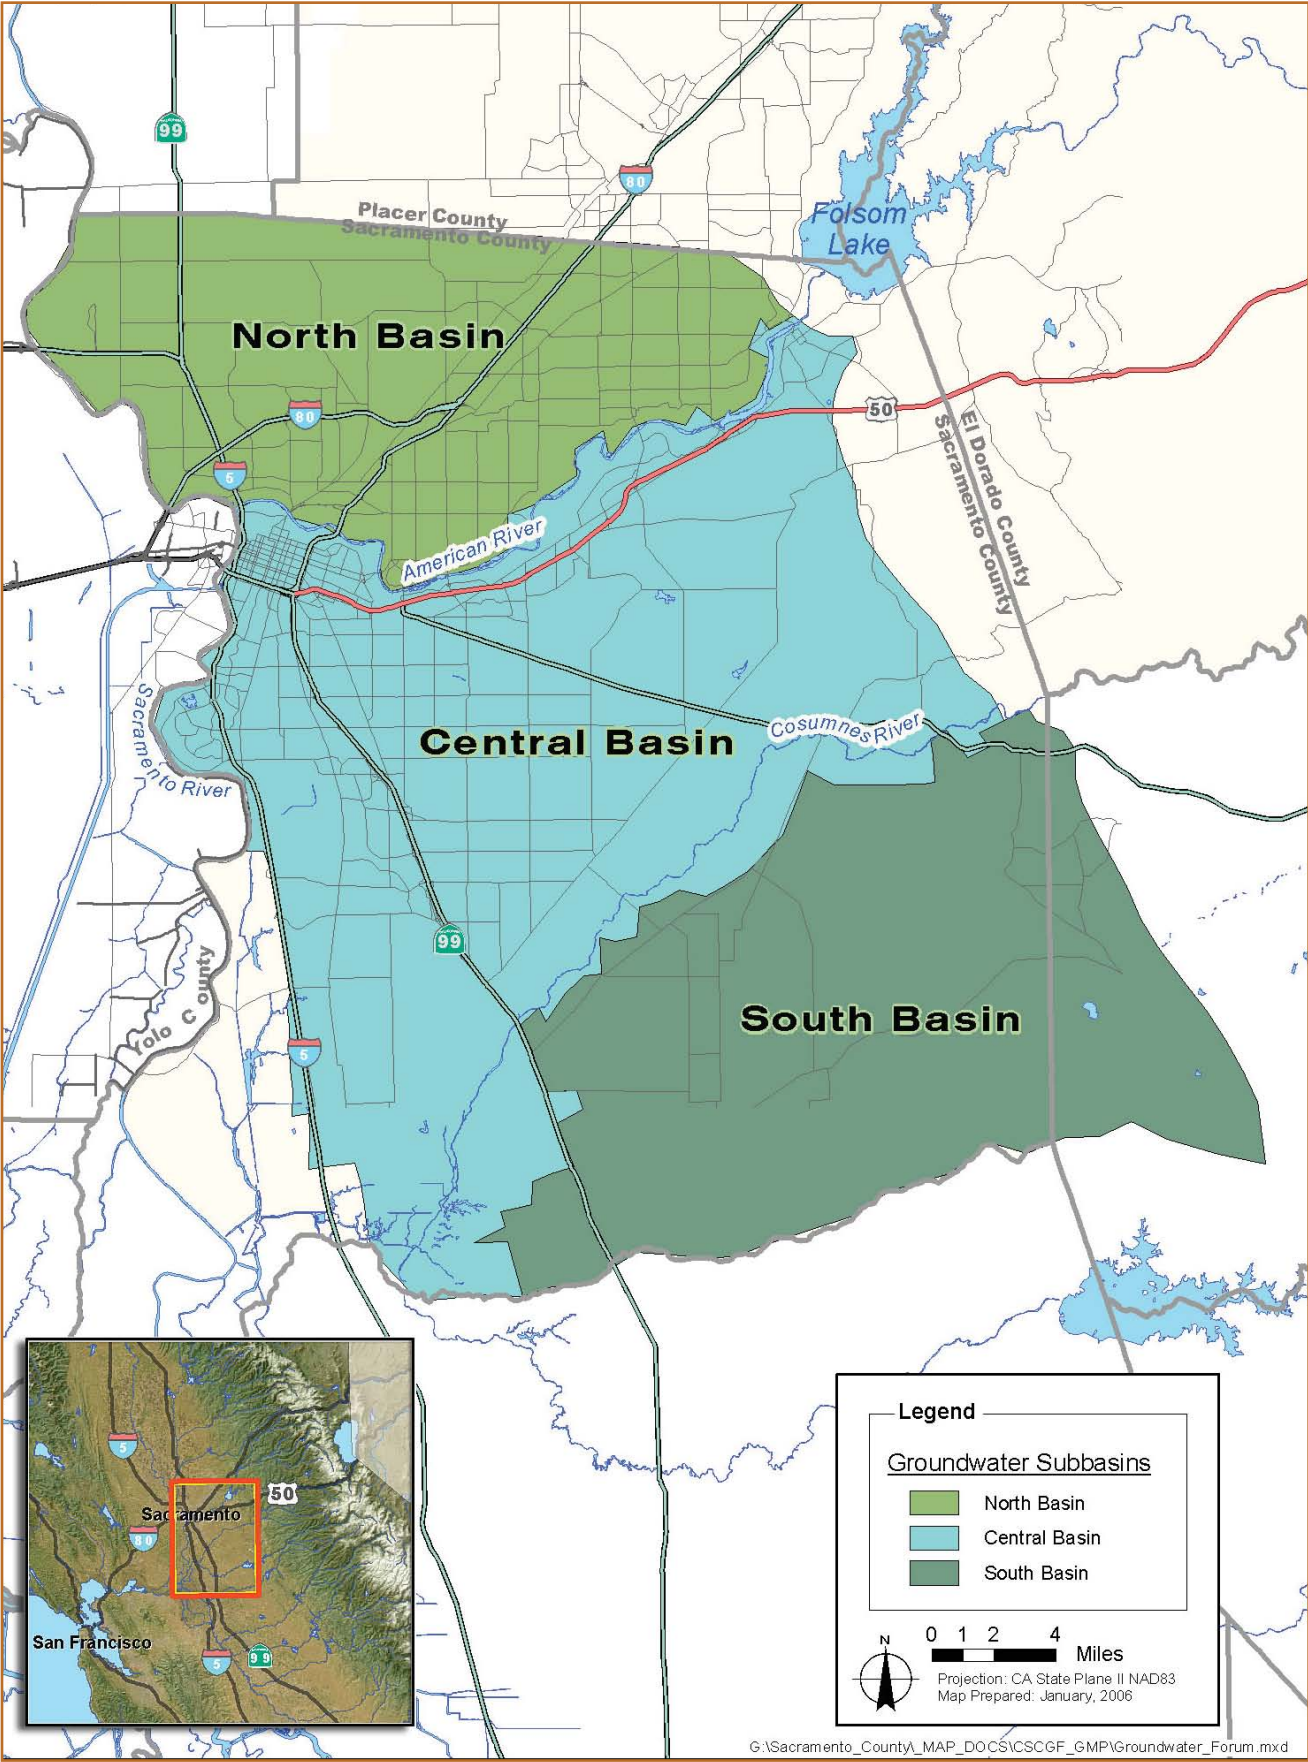 99
80
Placer County
Sacramento County
Folsom
Lake
North Basin
80
50
5
El Dorado County
Sacramento County
American River
Sacramento River
Central Basin
Cosumnes River
99
South Basin
Yolo County
5
5
Sacramento
50
80
San Francisco
5
99
Legend
Groundwater Subbasins
North Basin
Central Basin
South Basin
N
0 1 2 4
Miles
Projection: CA State Plane II NAD83
Map Prepared: January, 2006
G:\Sacramento_County\_MAP_DOCS\CSCGF_GMP\Groundwater_Forum.mxd